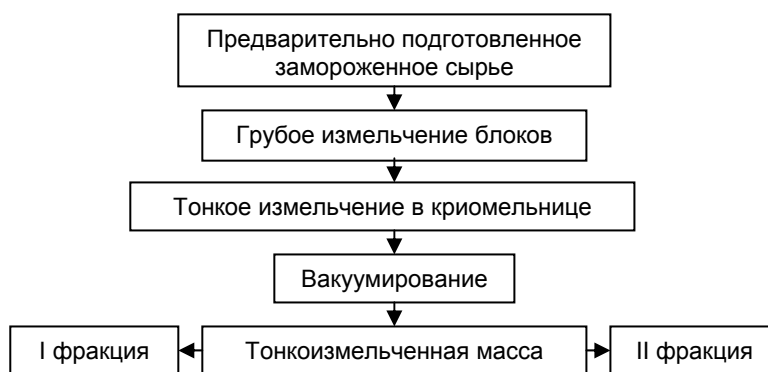 Предварительно подготовленное
замороженное сырье
Грубое измельчение блоков
Тонкое измельчение в криомельнице
Вакуумирование
I фракция
Тонкоизмельченная масса
II фракция